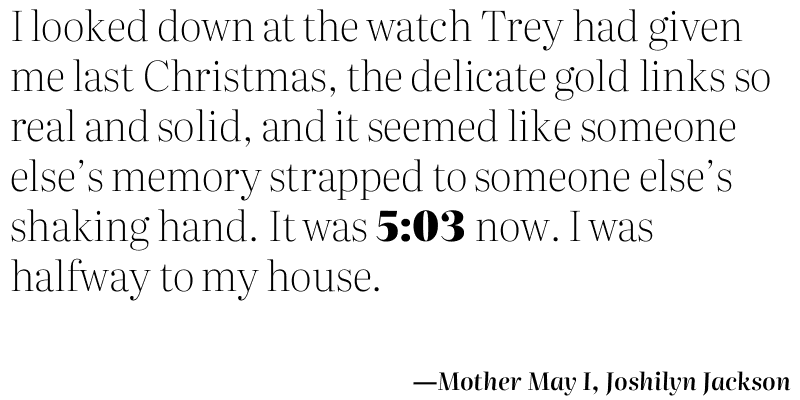 I looked down at the watch Trey had given
me last Christmas, the delicate gold links so
real and solid, and it seemed like someone
else’s memory strapped to someone else’s
shaking hand. It was 5:03 now. I was
halfway to my house.
—Mother May I, Joshilyn Jackson